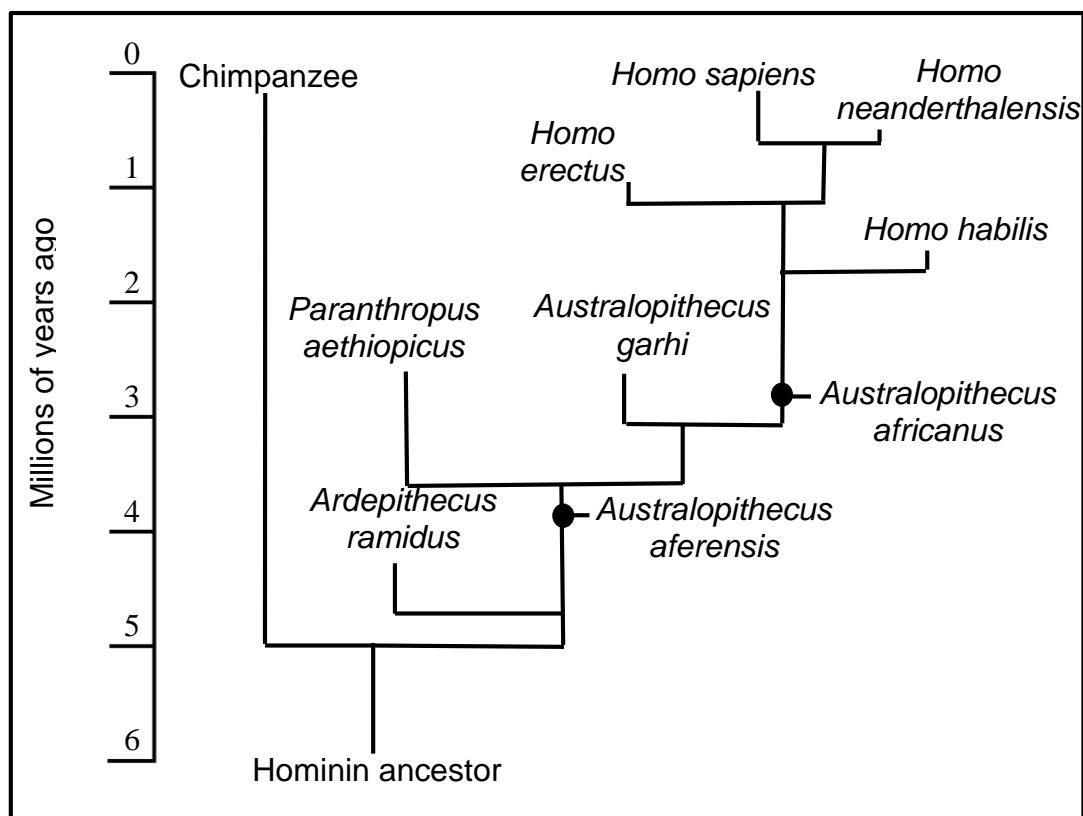 0
1
2
3
4
5
6
Millions of years ago
Chimpanzee
Homo sapiens
Homo
neanderthalensis
Homo
erectus
Homo habilis
Paranthropus
aethiopicus
Australopithecus
garhi
Australopithecus
africanus
Ardepithecus
ramidus
Australopithecus
aferensis
Hominin ancestor